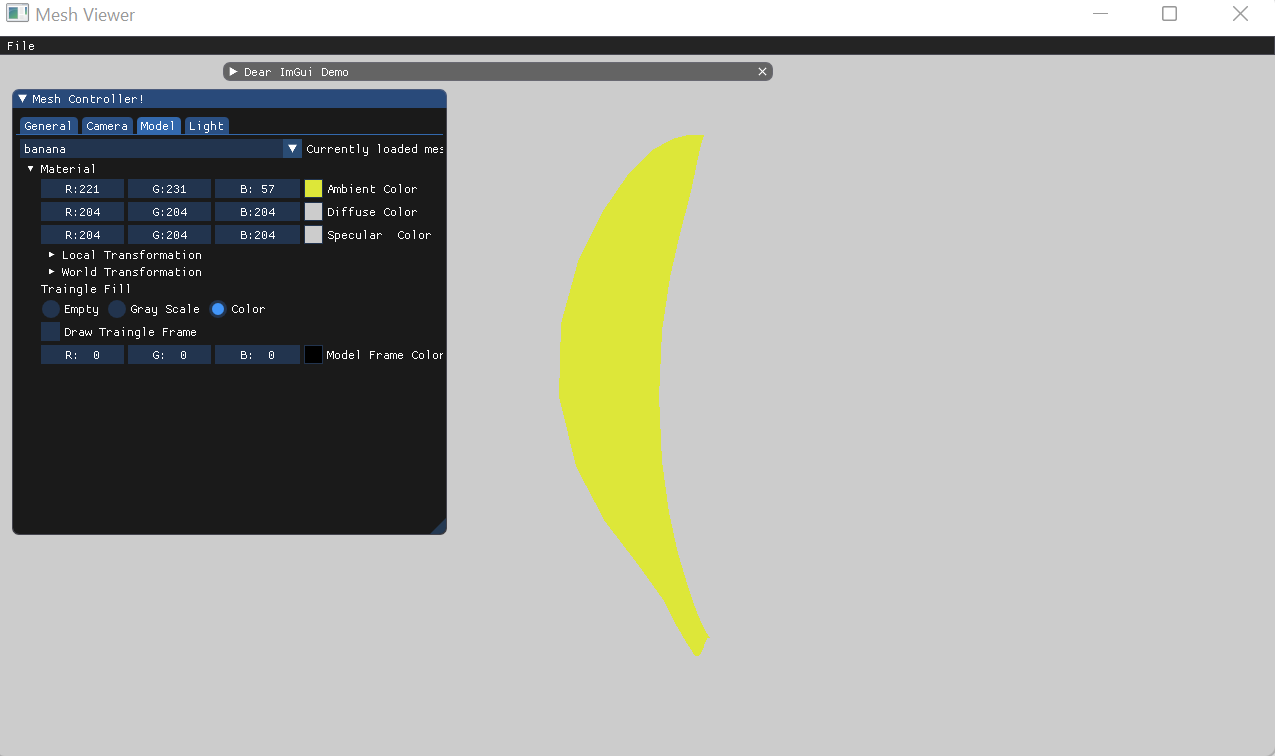 Mesh Viewer
File
Dear ImGui Demo
Mesh Controller!
General Camera Model Light
banana Currently loaded mes
Material
R:221 G:231 B: 57 Ambient Color
R:204 G:204 B:204 Diffuse Color
R:204 G:204 B:204 Specular  Color
Local Transformation
World Transformation
Traingle Fill
Empty Gray Scale Color
Draw Traingle Frame
R:  0 G:  0 B:  0 Model Frame Color